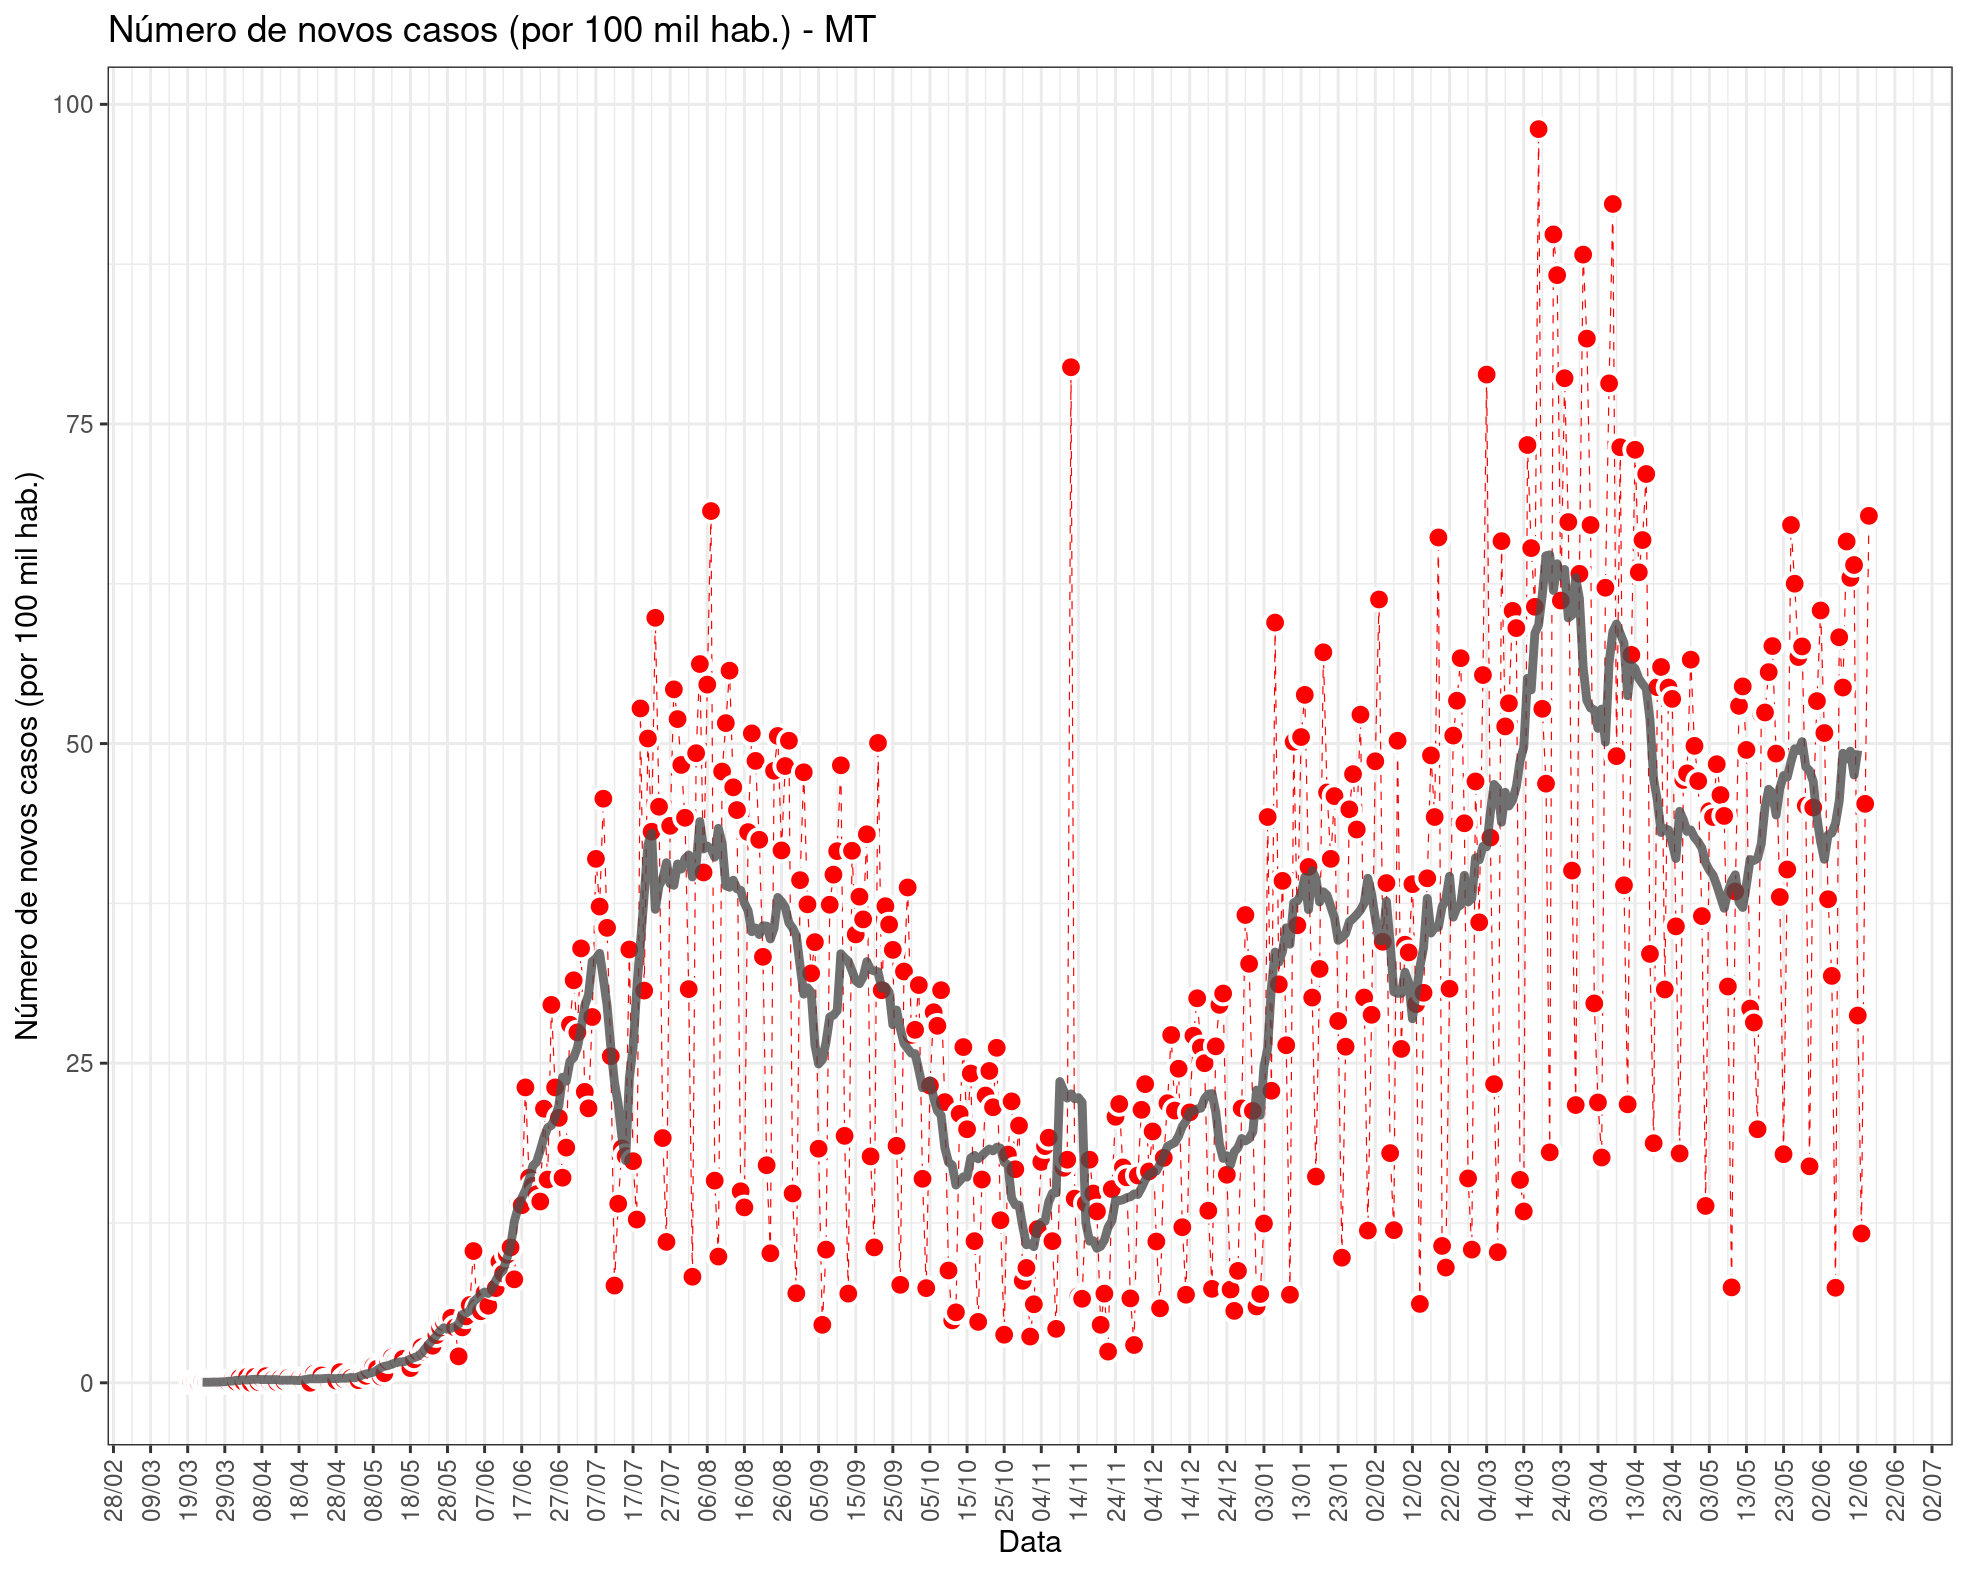 Número de novos casos (por 100 mil hab.) - MT
Número de novos casos (por 100 mil hab.)
100
75
50
25
0
28/02 09/03 19/03 29/03 08/04 18/04 28/04 08/05 18/05 28/05 07/06 17/06 27/06 07/07 17/07 27/07 06/08 16/08 26/08 05/09 15/09 25/09 05/10 15/10 25/10 04/11 14/11 24/11 04/12 14/12 24/12 03/01 13/01 23/01 02/02 12/02 22/02 04/03 14/03 24/03 03/04 13/04 23/04 03/05 13/05 23/05 02/06 12/06 22/06 02/07
Data